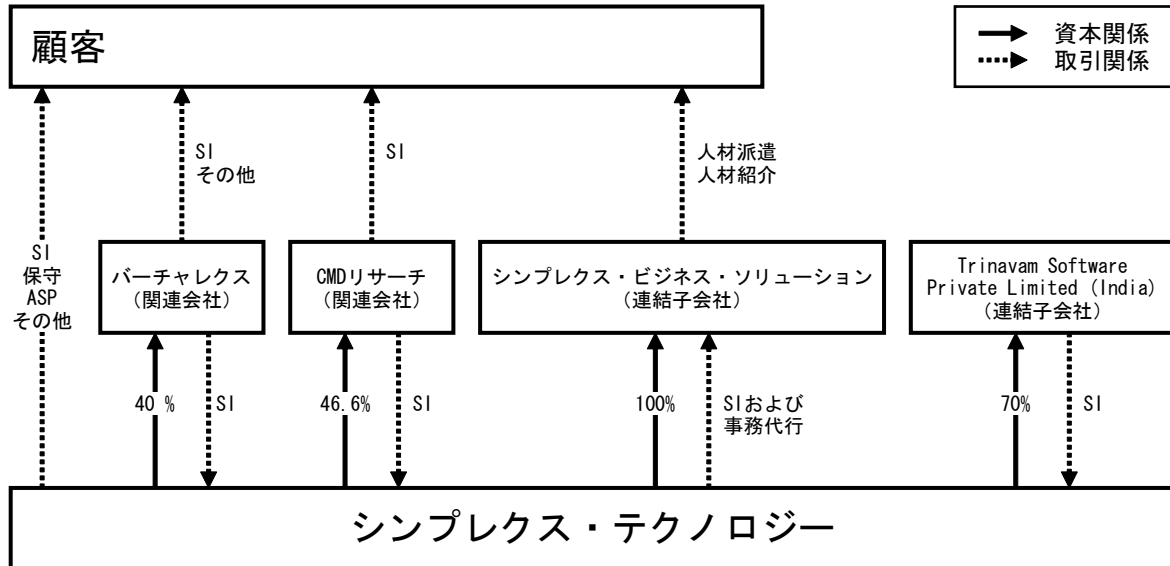 顧客
資本関係
取引関係
SI
その他
SI
人材派遣
人材紹介
SI
保守
ASP
その他
バーチャレクス
(関連会社)
CMDリサーチ
(関連会社)
シンプレクス・ビジネス・ソリューション
(連結子会社)
Trinavam Software
Private Limited (India)
(連結子会社)
40 %
SI
46.6%
SI
100%
SIおよび
事務代行
70%
SI
シンプレクス・テクノロジー